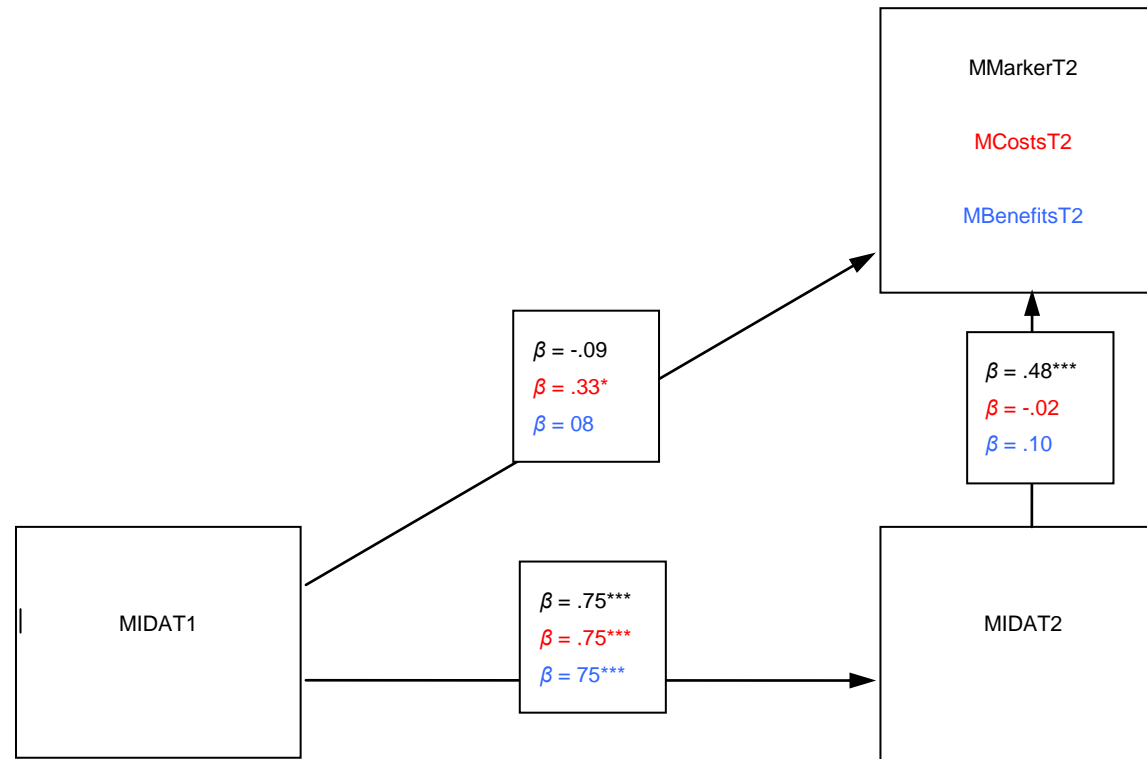 MMarkerT2
MCostsT2
MBenefitsT2
β = -.09
β = .33*
β = 08
β = .48***
β = -.02
β = .10
β = .75***
β = .75***
β = 75***
MIDAT1
MIDAT2